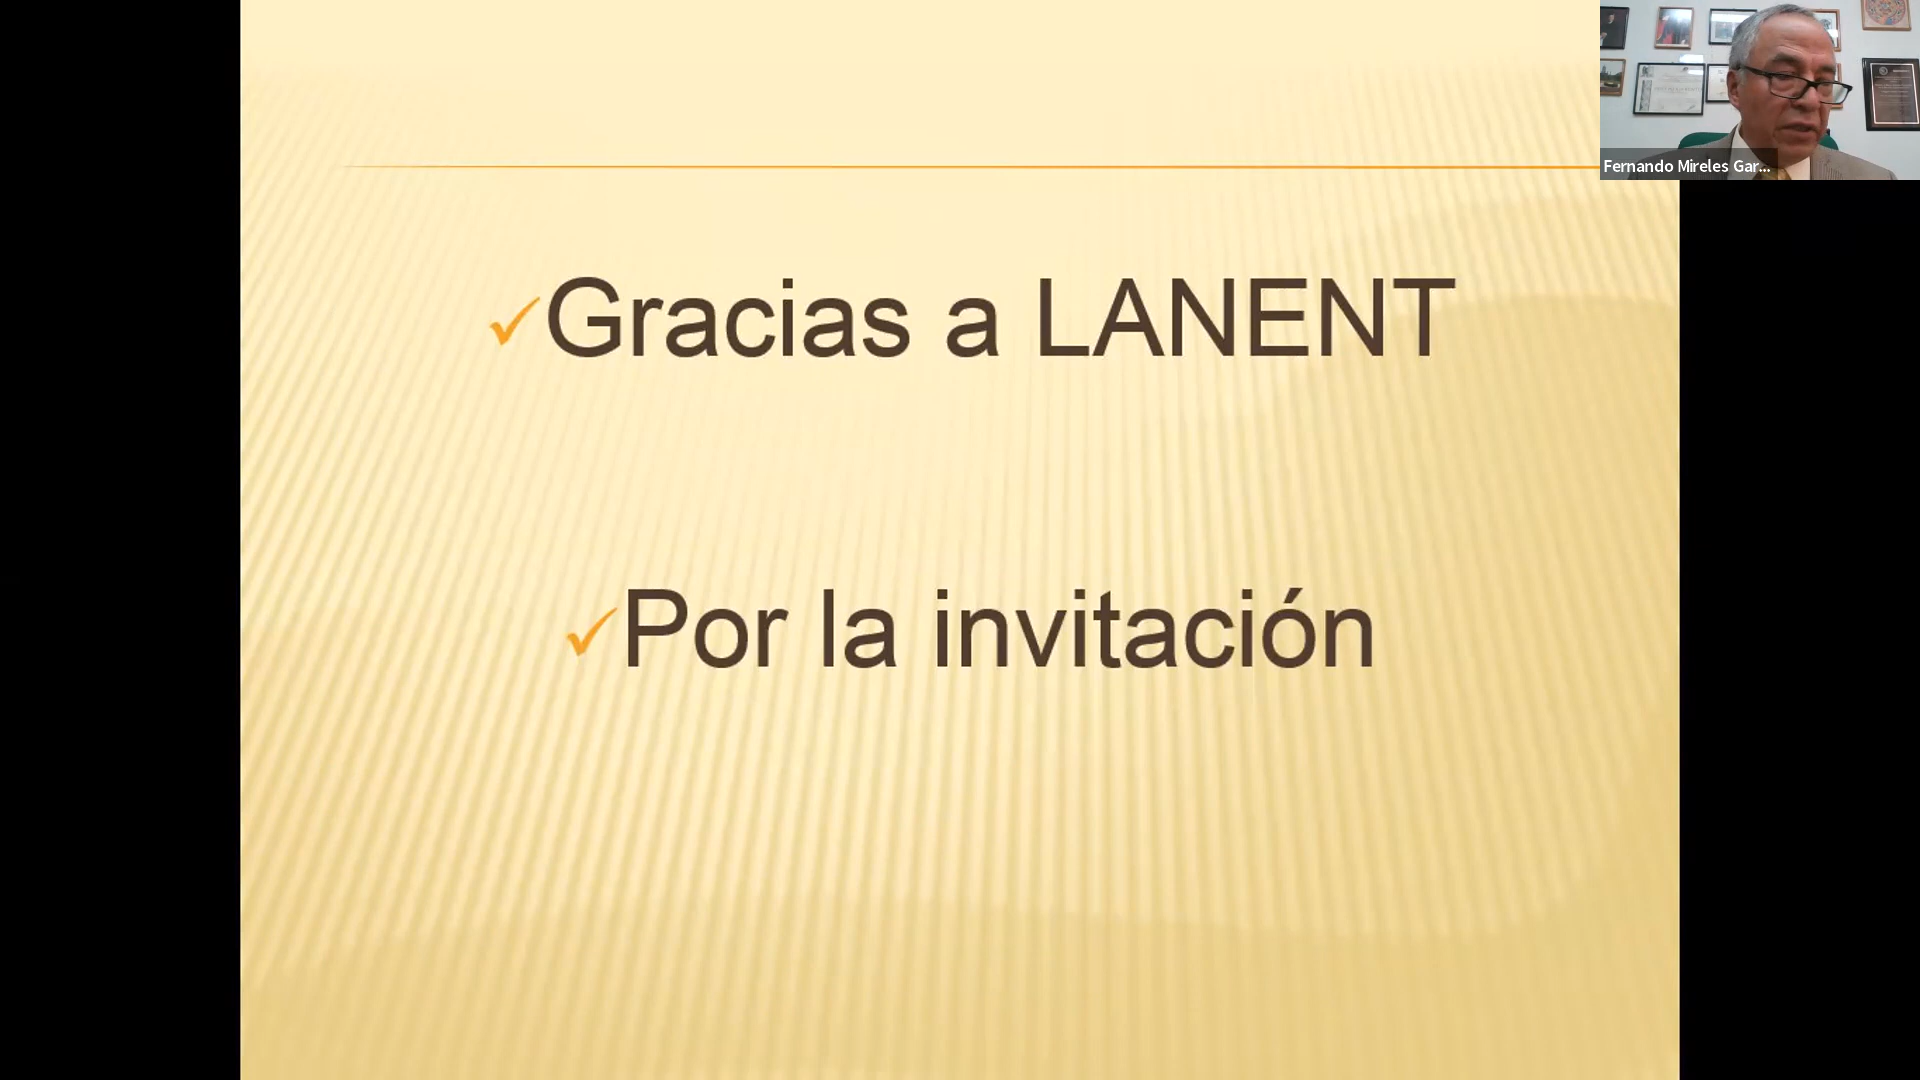 Fernando Mireles Gar...
Gracias a LANENT
Por la invitación